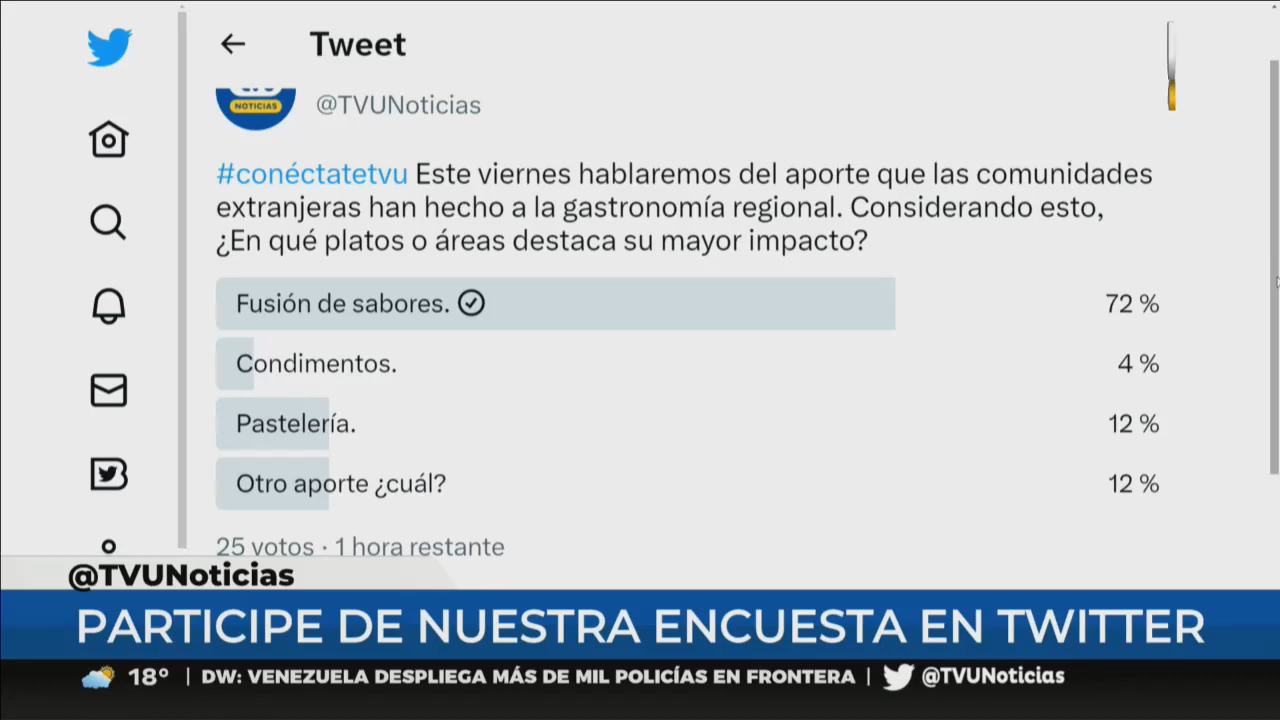 Tweet
NOTICIAS
@TVUNoticias
#conéctatetvu Este viernes hablaremos del aporte que las comunidades
extranjeras han hecho a la gastronomía regional. Considerando esto,
¿En qué platos o áreas destaca su mayor impacto?
Fusión de sabores. 72 %
Condimentos. 4 %
Pastelería. 12 %
Otro aporte ¿cuál? 12 %
25 votos · 1 hora restante
@TVUNoticias
PARTICIPE DE NUESTRA ENCUESTA EN TWITTER
18° | DW: VENEZUELA DESPLIEGA MÁS DE MIL POLICÍAS EN FRONTERA | @TVUNoticias